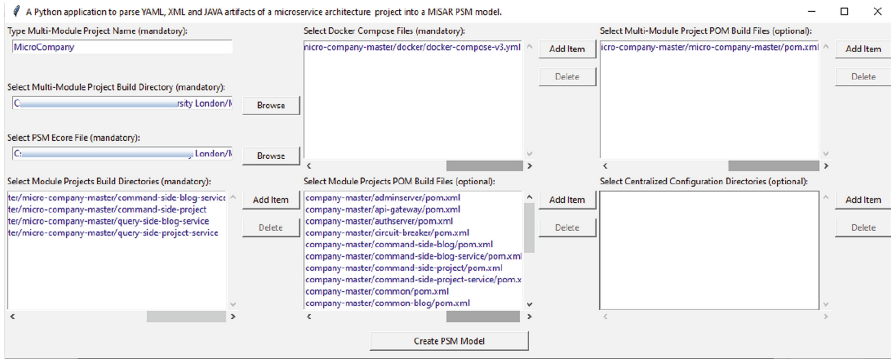 A Python application to parse YAML, XML and JAVA artifacts of a microservice architecture project into a MiSAR PSM model.
Type Multi-Module Project Name (mandatory):
MicroCompany
Select Multi-Module Project Build Directory (mandatory):
C:
rsity London/M
Browse
Select PSM Ecore File (mandatory):
C:
London/M
Browse
Select Docker Compose Files (mandatory):
nicro-company-master/docker/docker-compose-v3.yml
Add Item
Delete
Select Multi-Module Project POM Build Files (optional):
icro-company-master/micro-company-master/pom.xml
Add Item
Delete
Select Module Projects Build Directories (mandatory):
ter/micro-company-master/command-side-blog-service
ter/micro-company-master/command-side-project
ter/micro-company-master/query-side-blog-service
ter/micro-company-master/query-side-project-service
Add Item
Delete
Select Module Projects POM Build Files (optional):
company-master/adminserver/pom.xml
company-master/api-gateway/pom.xml
company-master/authserver/pom.xml
company-master/circuit-breaker/pom.xml
company-master/command-side-blog/pom.xml
company-master/command-side-blog-service/pom.xml
company-master/command-side-project/pom.xml
company-master/command-side-project-service/pom.x
company-master/common/pom.xml
company-master/common-blog/pom.xml
Add Item
Delete
Select Centralized Configuration Directories (optional):
Add Item
Delete
Create PSM Model